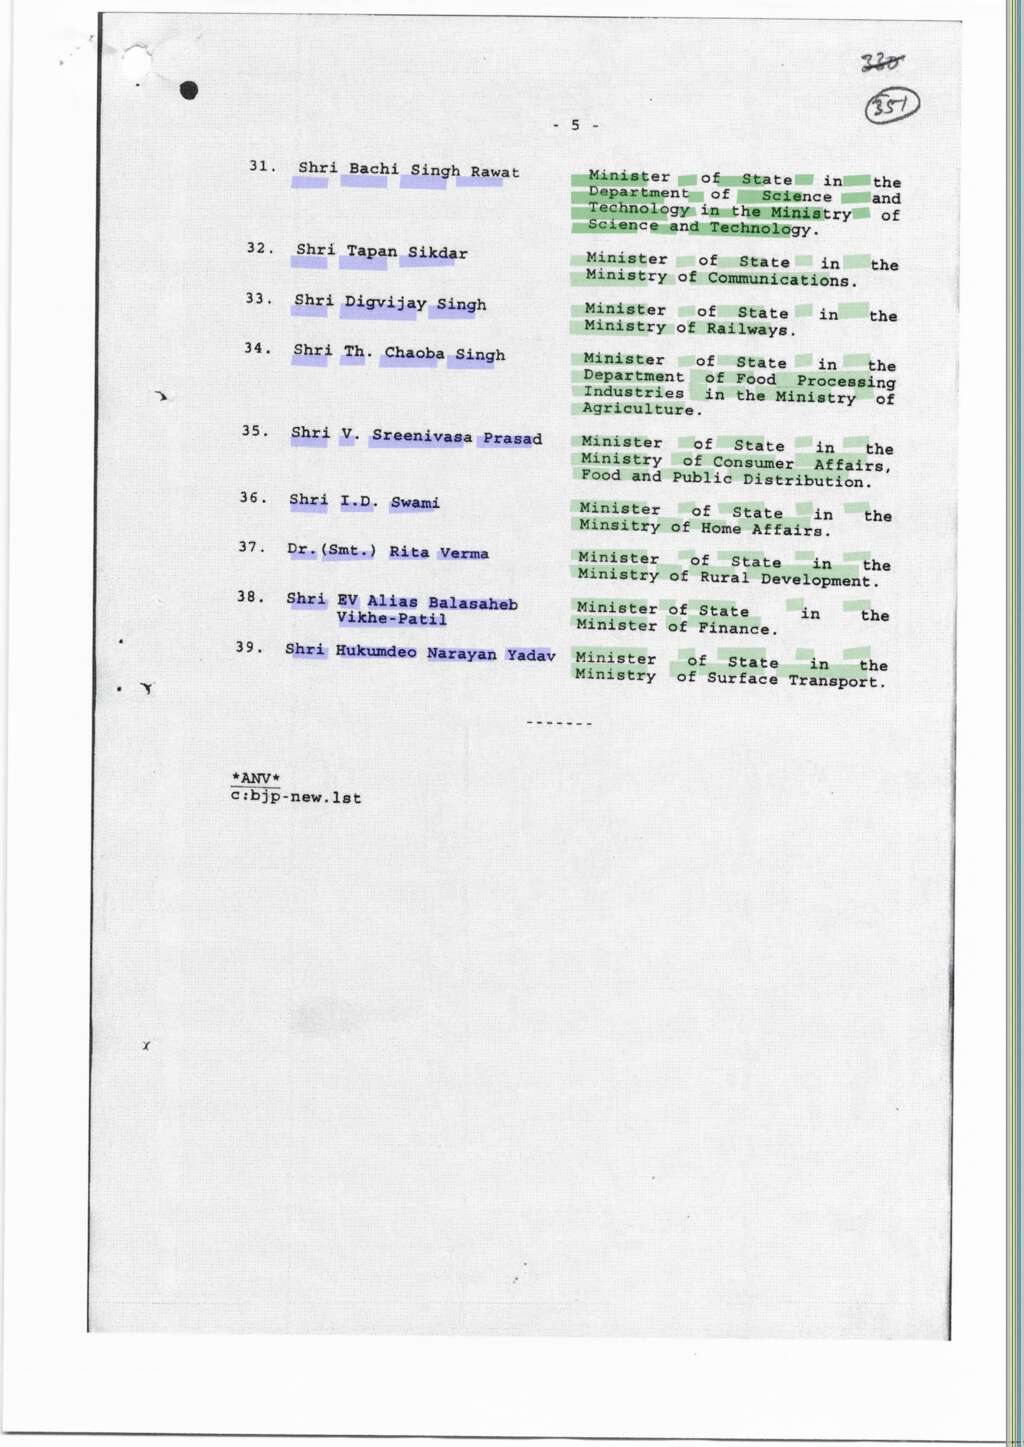 330
351
- 5 -
31. Shri Bachi Singh Rawat Minister of State in the
Department of Science and
Technology in the Ministry of
Science and Technology.
32. Shri Tapan Sikdar Minister of State in the
Ministry of Communications.
33. Shri Digvijay Singh Minister of State in the
Ministry of Railways.
34. Shri Th. Chaoba Singh Minister of State in the
Department of Food Processing
Industries in the Ministry of
Agriculture.
35. Shri V. Sreenivasa Prasad Minister of State in the
Ministry of Consumer Affairs,
Food and Public Distribution.
36. Shri I.D. Swami Minister of State in the
Minsitry of Home Affairs.
37. Dr.(Smt.) Rita Verma Minister of State in the
Ministry of Rural Development.
38. Shri EV Alias Balasaheb Minister of State in the
Vikhe-Patil Minister of Finance.
39. Shri Hukumdeo Narayan Yadav Minister of State in the
Ministry of Surface Transport.
-------
*ANV*
c:bjp-new.lst